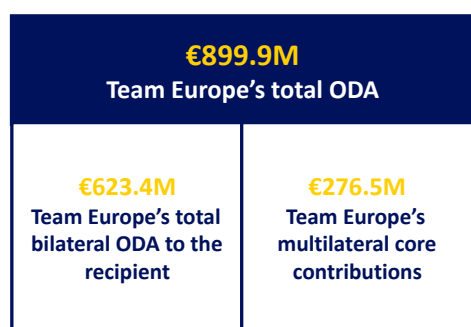 €899.9M
Team Europe’s total ODA
€623.4M
Team Europe’s total
bilateral ODA to the
recipient
€276.5M
Team Europe’s
multilateral core
contributions